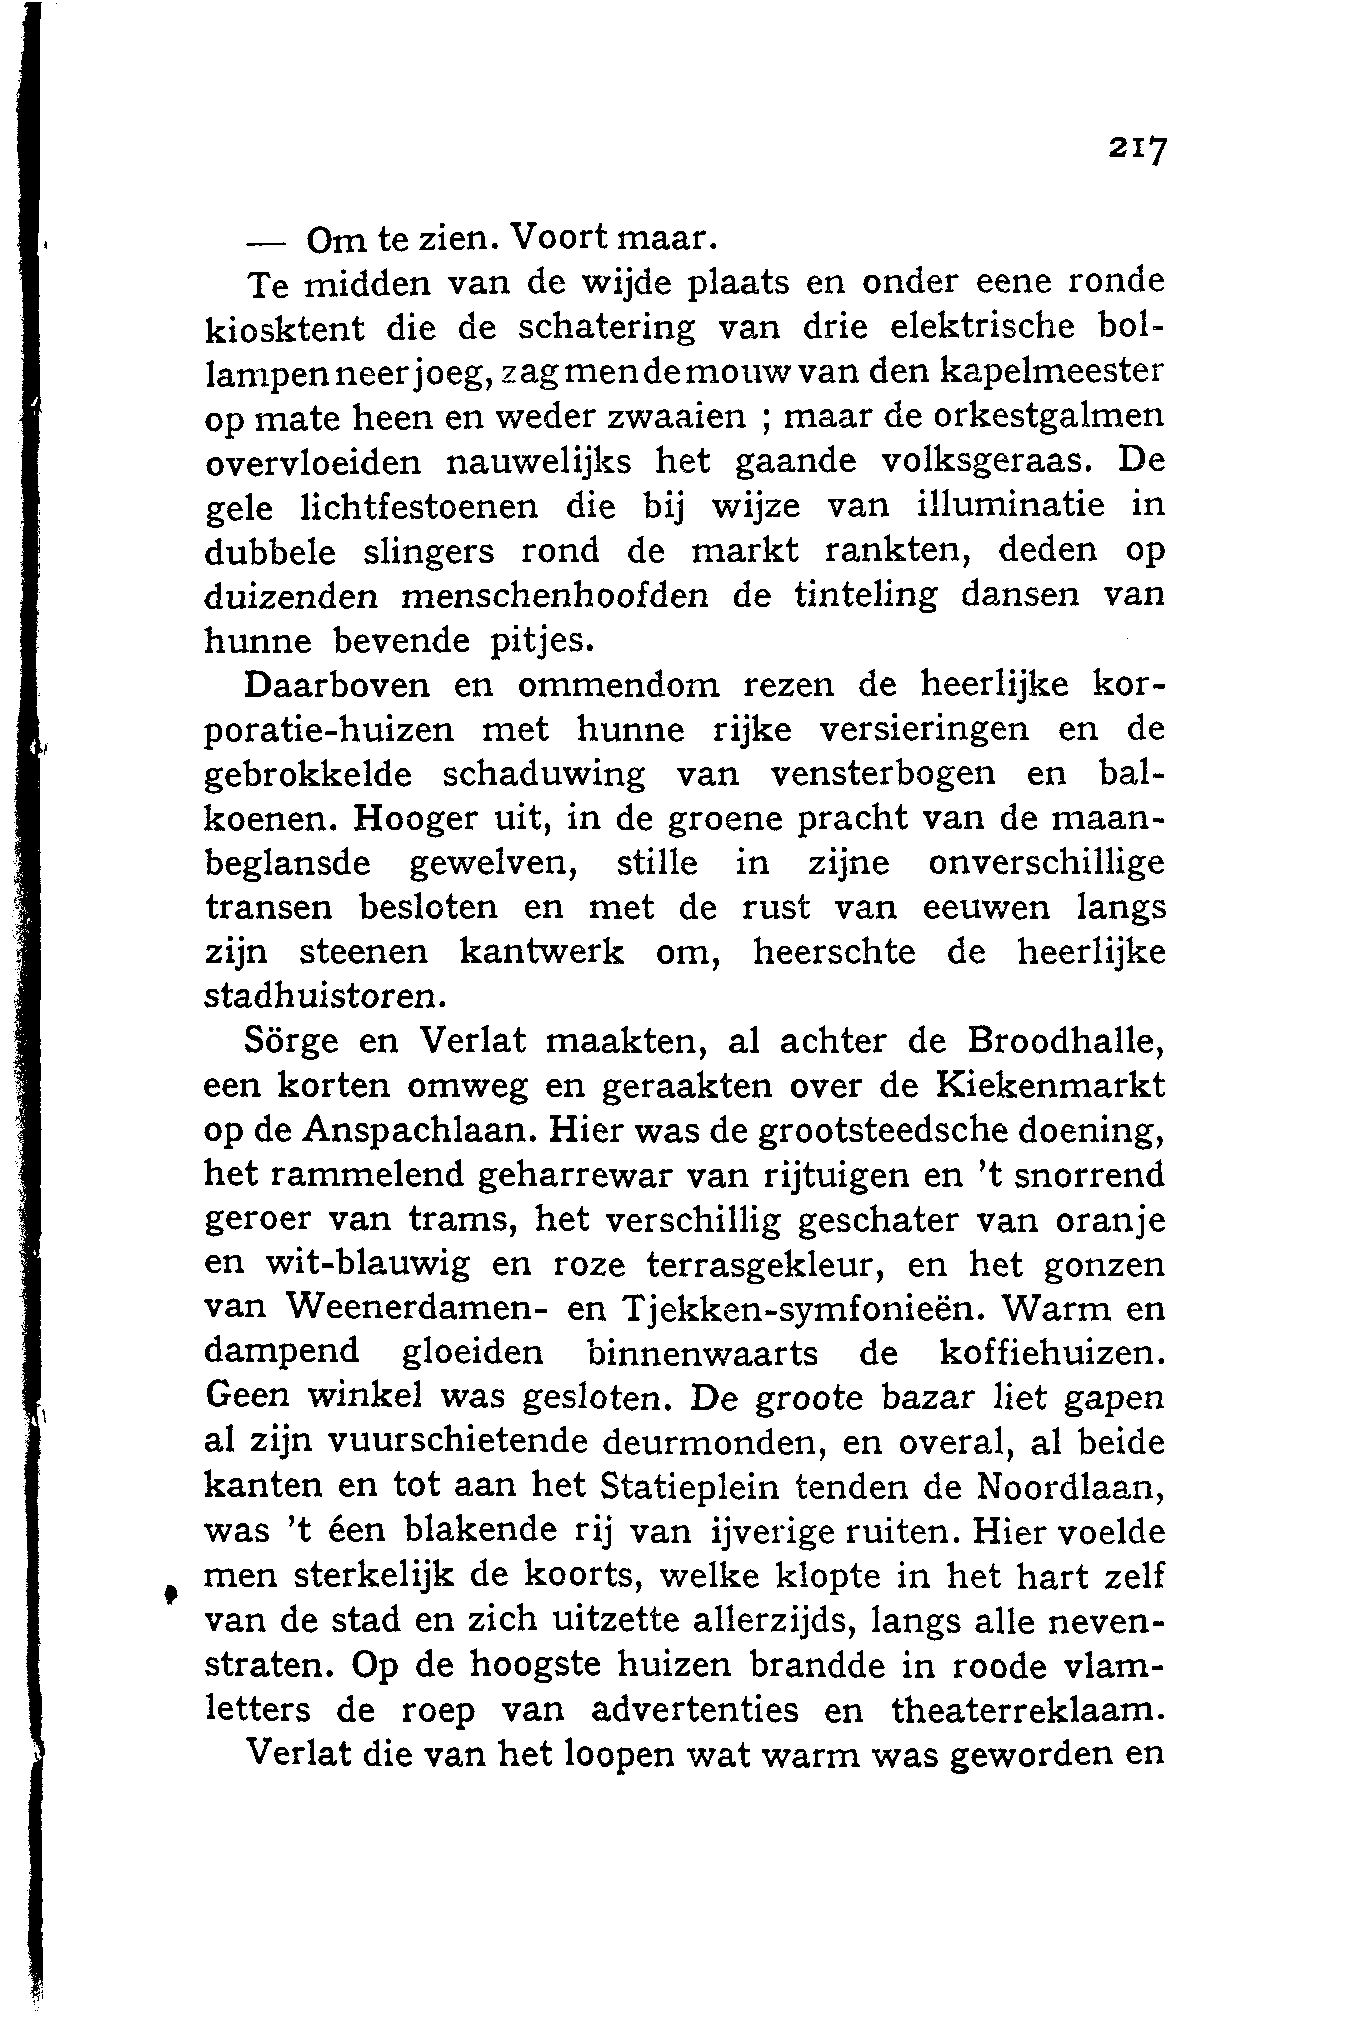 217
— Om te zien. Voort maar.
Te midden van de wijde plaats en onder eene ronde
kiosktent die de schatering van drie elektrische bol-
lampen neerjoeg, zag men de mouw van den kapelmeester
op mate heen en weder zwaaien ; maar de orkestgalmen
overvloeiden nauwelijks het gaande volksgeraas. De
gele lichtfestoenen die bij wijze van illuminatie in
dubbele slingers rond de markt rankten, deden op
duizenden menschenhoofden de tinteling dansen van
hunne bevende pitjes.
Daarboven en ommendom rezen de heerlijke kor-
poratie-huizen met hunne rijke versieringen en de
gebrokkelde schaduwing van vensterbogen en bal-
koenen. Hooger uit, in de groene pracht van de maan-
beglansde gewelven, stille in zijne onverschillige
transen besloten en met de rust van eeuwen langs
zijn steenen kantwerk om, heerschte de heerlijke
stadhuistoren.
Sörge en Verlat maakten, al achter de Broodhalle,
een korten omweg en geraakten over de Kiekenmarkt
op de Anspachlaan. Hier was de grootsteedsche doening,
het rammelend geharrewar van rijtuigen en 't snorrend
geroer van trams, het verschillig geschater van oranje
en wit-blauwig en roze terrasgekleur, en het gonzen
van Weenerdamen- en Tjekken-symfonieën. Warm en
dampend gloeiden binnenwaarts de koffiehuizen.
Geen winkel was gesloten. De groote bazar liet gapen
al zijn vuurschietende deurmonden, en overal, al beide
kanten en tot aan het Statieplein tenden de Noordlaan,
was 't éen blakende rij van ijverige ruiten. Hier voelde
men sterkelijk de koorts, welke klopte in het hart zelf
van de stad en zich uitzette allerzijds, langs alle neven-
straten. Op de hoogste huizen brandde in roode vlam-
letters de roep van advertenties en theaterreklaam.
Verlat die van het loopen wat warm was geworden en